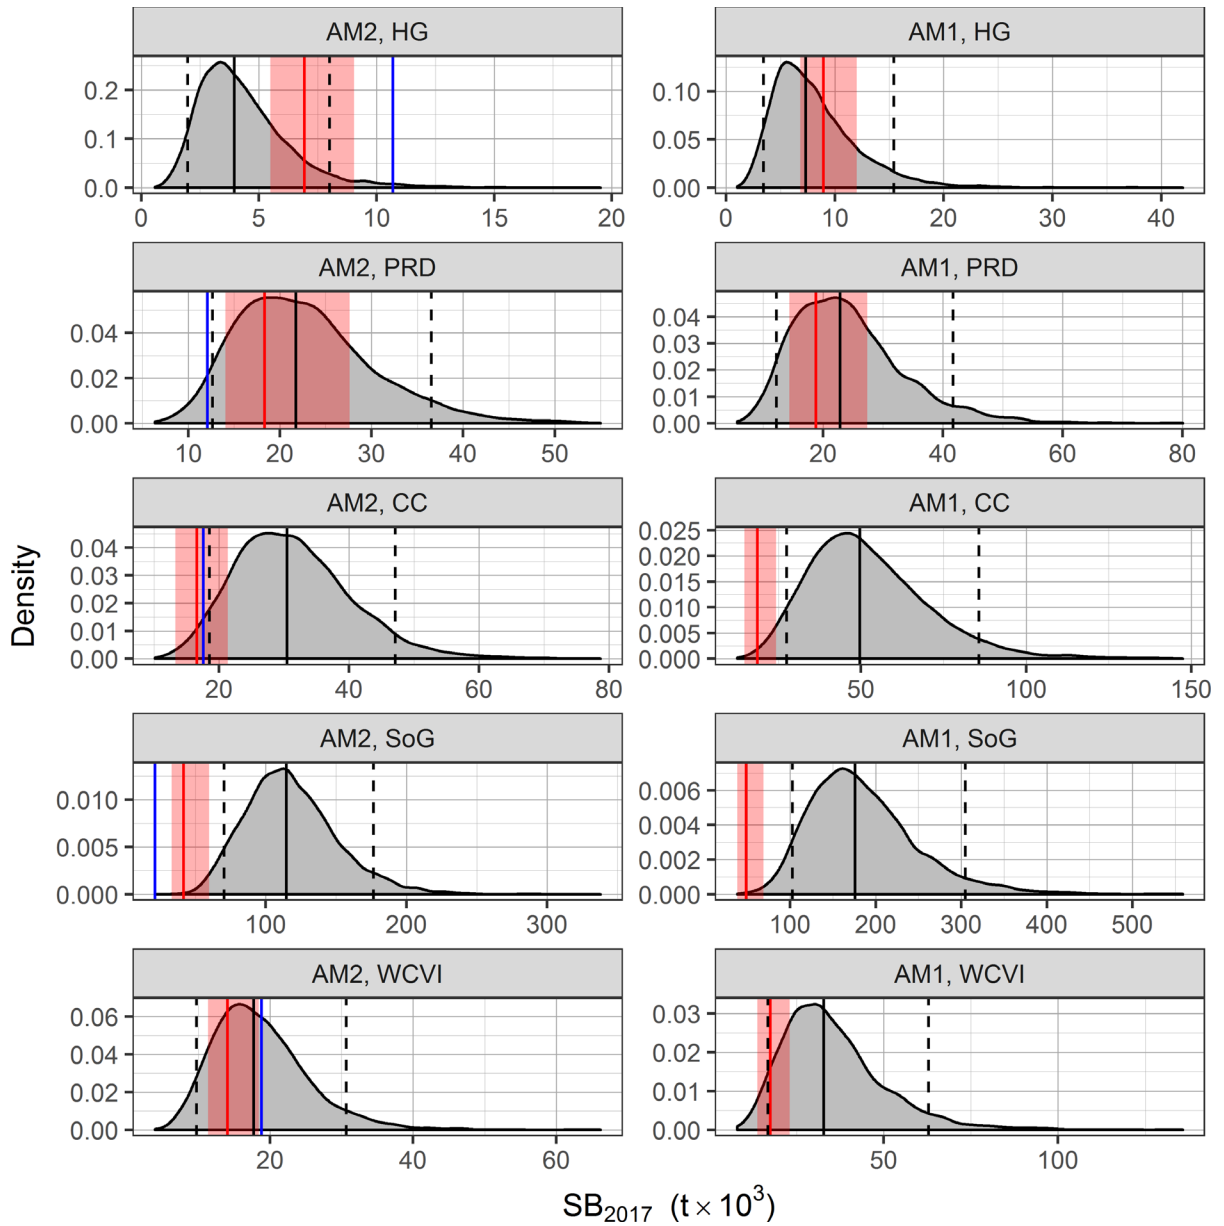 AM2, HG
AM1, HG
0.2
0.1
0.0
0 5 10 15 20
0.10
0.05
0.00
0 10 20 30 40
AM2, PRD
AM1, PRD
0.04
0.02
0.00
10 20 30 40 50
0.04
0.03
0.02
0.01
0.00
20 40 60 80
AM2, CC
AM1, CC
0.04
0.03
0.02
0.01
0.00
20 40 60 80
0.025
0.020
0.015
0.010
0.005
0.000
50 100 150
AM2, SoG
AM1, SoG
0.010
0.005
0.000
100 200 300
0.006
0.004
0.002
0.000
100 200 300 400 500
AM2, WCVI
AM1, WCVI
0.06
0.04
0.02
0.00
20 40 60
0.03
0.02
0.01
0.00
50 100
Density
SB₂₀₁₇ (t × 10³)